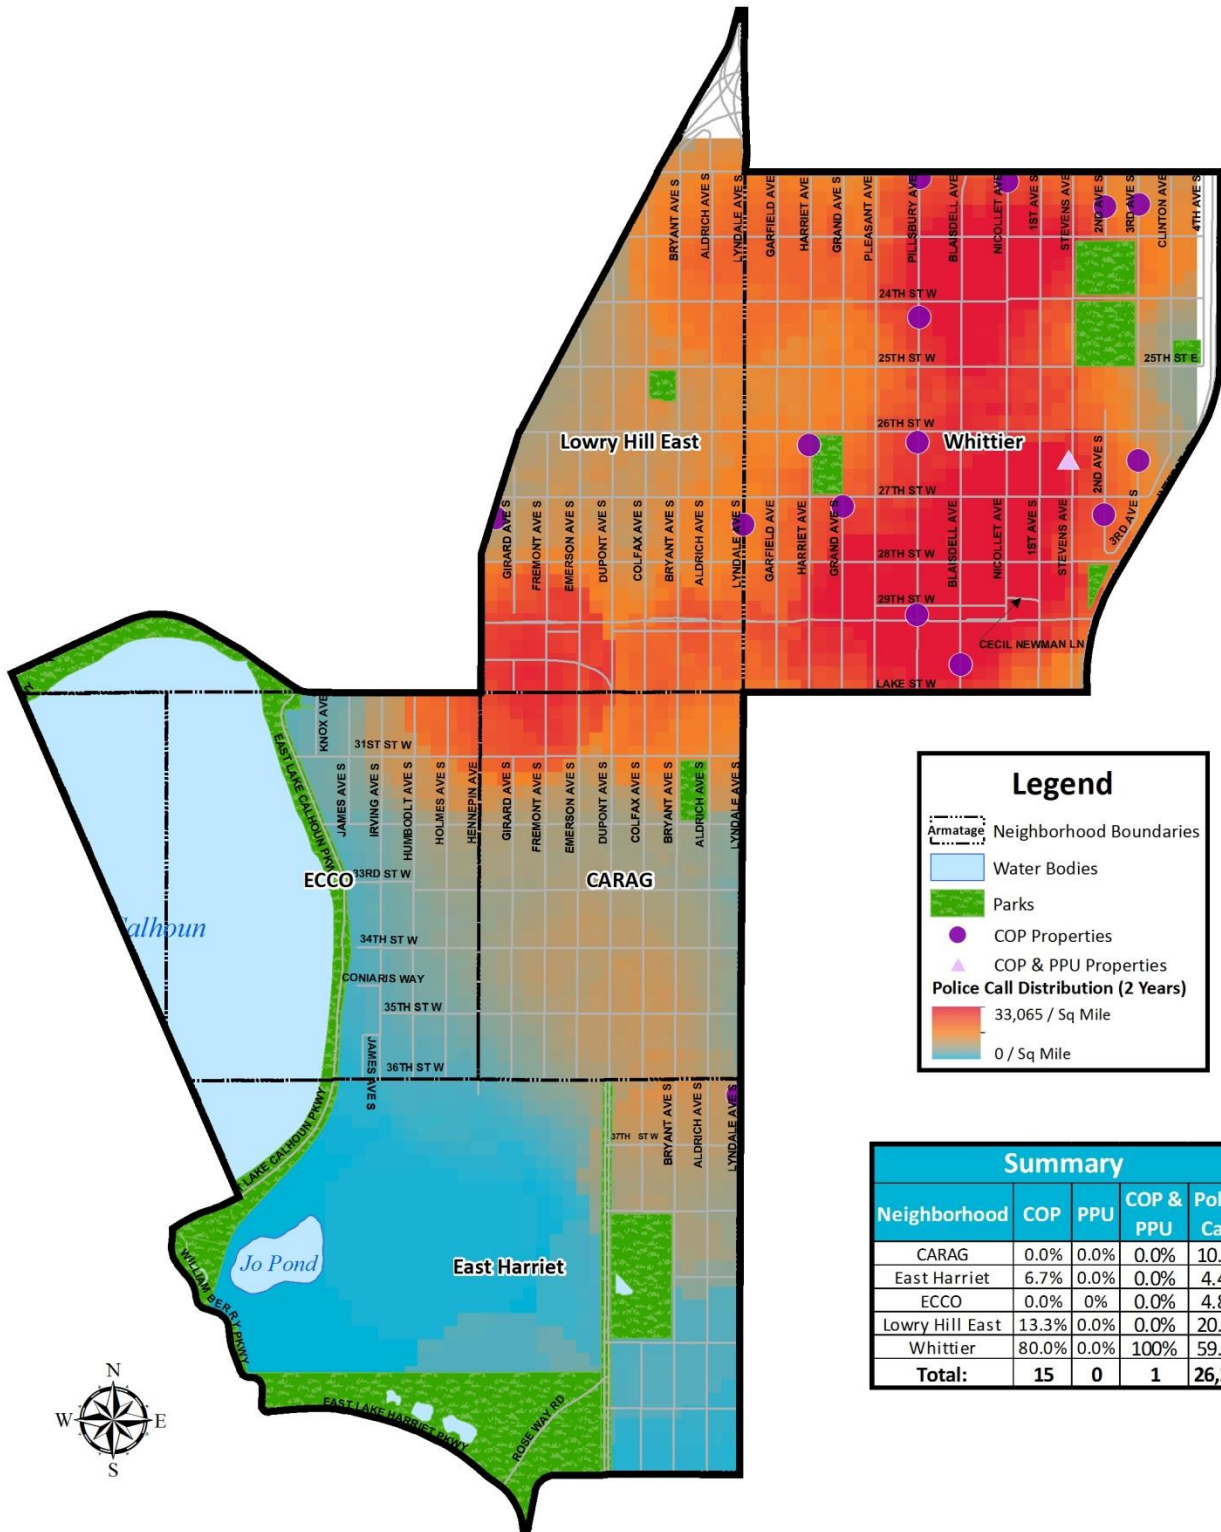 BRYANT AVE S
ALDRICH AVE S
LYNDALE AVE S
GARFIELD AVE
HARRIET AVE
GRAND AVE S
PLEASANT AVE
PILLSBURY AVE
BLAISDELL AVE
NICOLLET AVE
1ST AVE S
STEVENS AVE
2ND AVE S
3RD AVE S
CLINTON AVE
4TH AVE S
24TH ST W
25TH ST W
25TH ST E
26TH ST W
Lowry Hill East
Whittier
27TH ST W
2ND AVE S
3RD AVE S
GIRARD AVE S
FREMONT AVE S
EMERSON AVE S
DUPONT AVE S
COLFAX AVE S
BRYANT AVE S
ALDRICH AVE S
LYNDALE AVE S
GARFIELD AVE
HARRIET AVE
GRAND AVE S
BLAISDELL AVE
NICOLLET AVE
1ST AVE S
STEVENS AVE
28TH ST W
29TH ST W
CECIL NEWMAN LN
LAKE ST W
KNOX AVE
31ST ST W
EAST LAKE CALHOUN PKWY
JAMES AVE S
IRVING AVE S
HUMBODLT AVE S
HOLMES AVE S
HENNEPIN AVE
GIRARD AVE S
FREMONT AVE S
EMERSON AVE S
DUPONT AVE S
COLFAX AVE S
BRYANT AVE S
ALDRICH AVE S
LYNDALE AVE S
ECCO
33RD ST W
CARAG
alhoun
34TH ST W
CONIARIS WAY
35TH ST W
JAMES AVE S
36TH ST W
LAKE CALHOUN PKWY
37TH ST W
BRYANT AVE S
ALDRICH AVE S
LYNDALE AVE S
Jo Pond
East Harriet
WILLIAM BERRY PKWY
EAST LAKE HARRIET PKWY
ROSE WAY RD
N
W E
S
Legend
Armatage Neighborhood Boundaries
Water Bodies
Parks
COP Properties
COP & PPU Properties
Police Call Distribution (2 Years)
33,065 / Sq Mile
0 / Sq Mile
Summary
Neighborhood COP PPU COP & PPU Pol Ca
CARAG 0.0% 0.0% 0.0% 10.
East Harriet 6.7% 0.0% 0.0% 4.4
ECCO 0.0% 0% 0.0% 4.8
Lowry Hill East 13.3% 0.0% 0.0% 20.
Whittier 80.0% 0.0% 100% 59.
Total: 15 0 1 26,